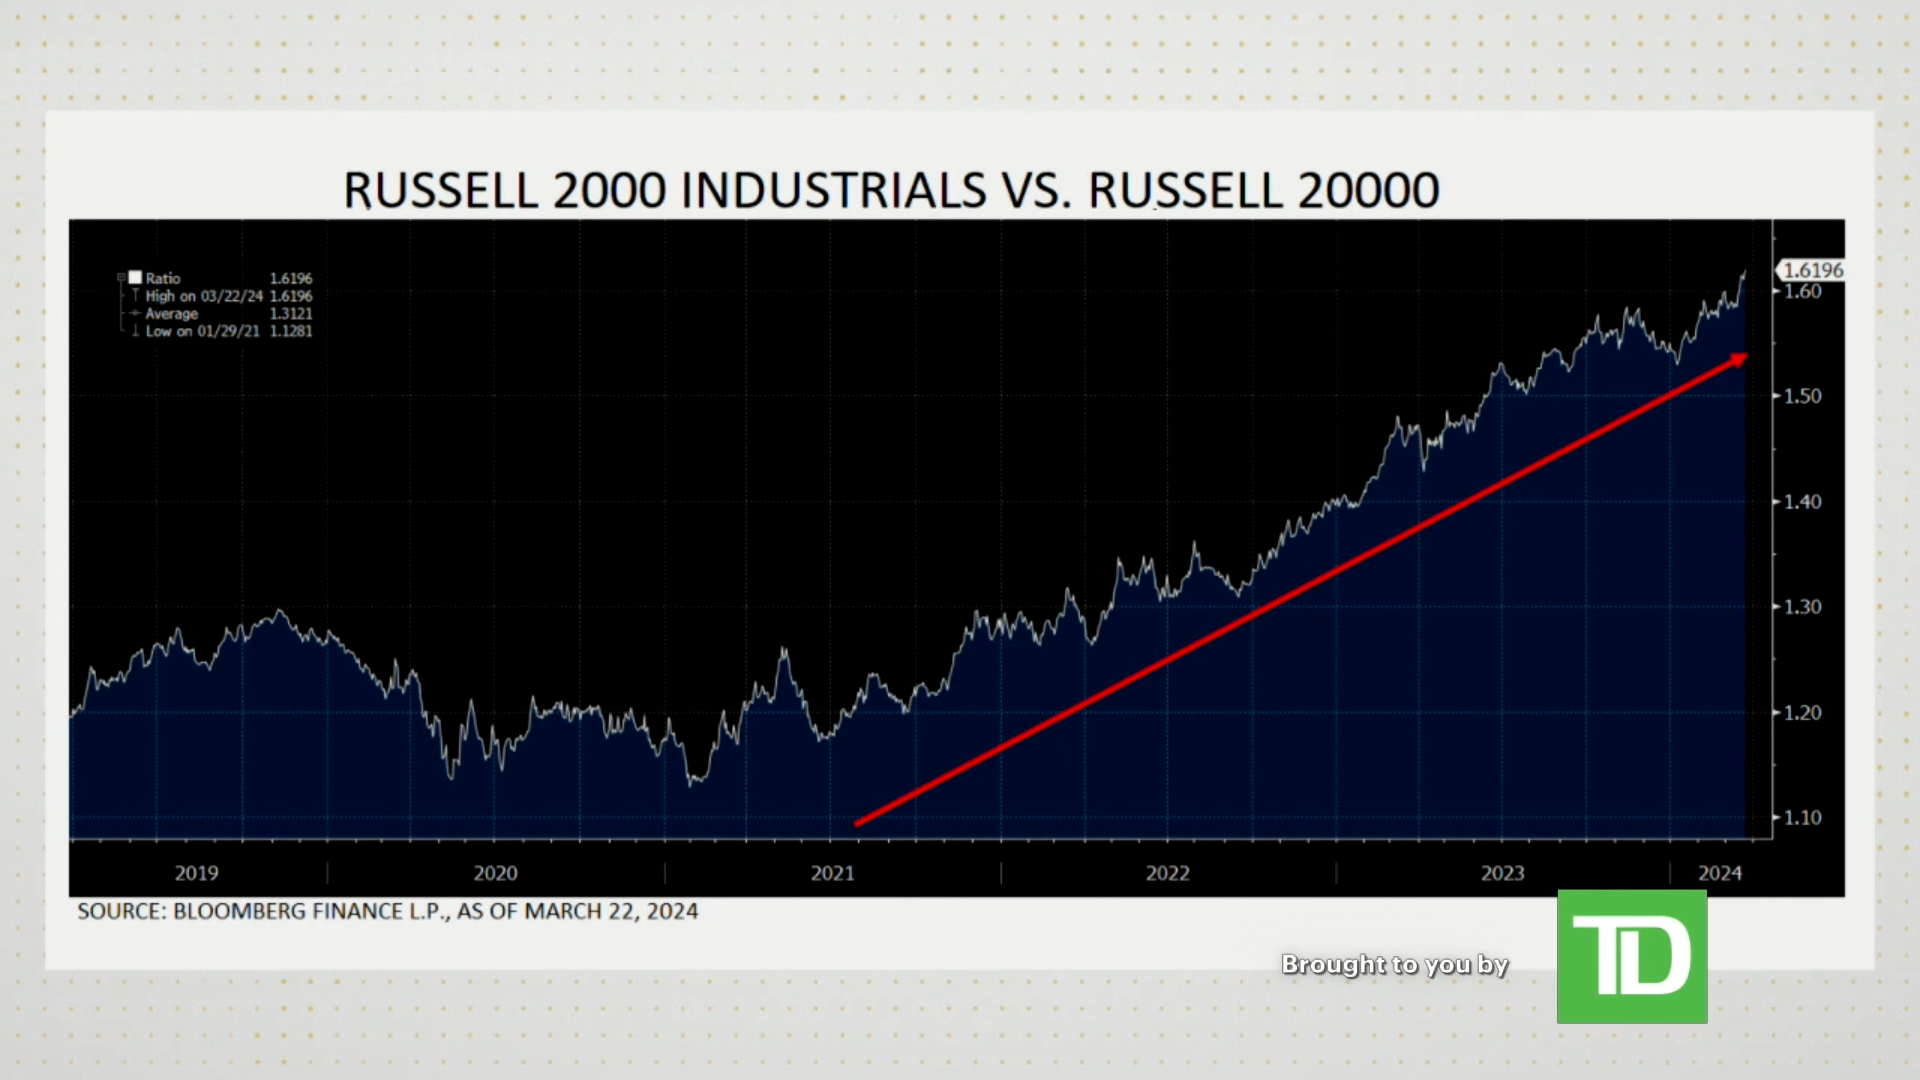 RUSSELL 2000 INDUSTRIALS VS. RUSSELL 20000
Ratio 1.6196
High on 03/22/24 1.6196
Average 1.3121
Low on 01/29/21 1.1281
1.6196
1.60
1.50
1.40
1.30
1.20
1.10
2019 2020 2021 2022 2023 2024
SOURCE: BLOOMBERG FINANCE L.P., AS OF MARCH 22, 2024
Brought to you by
TD